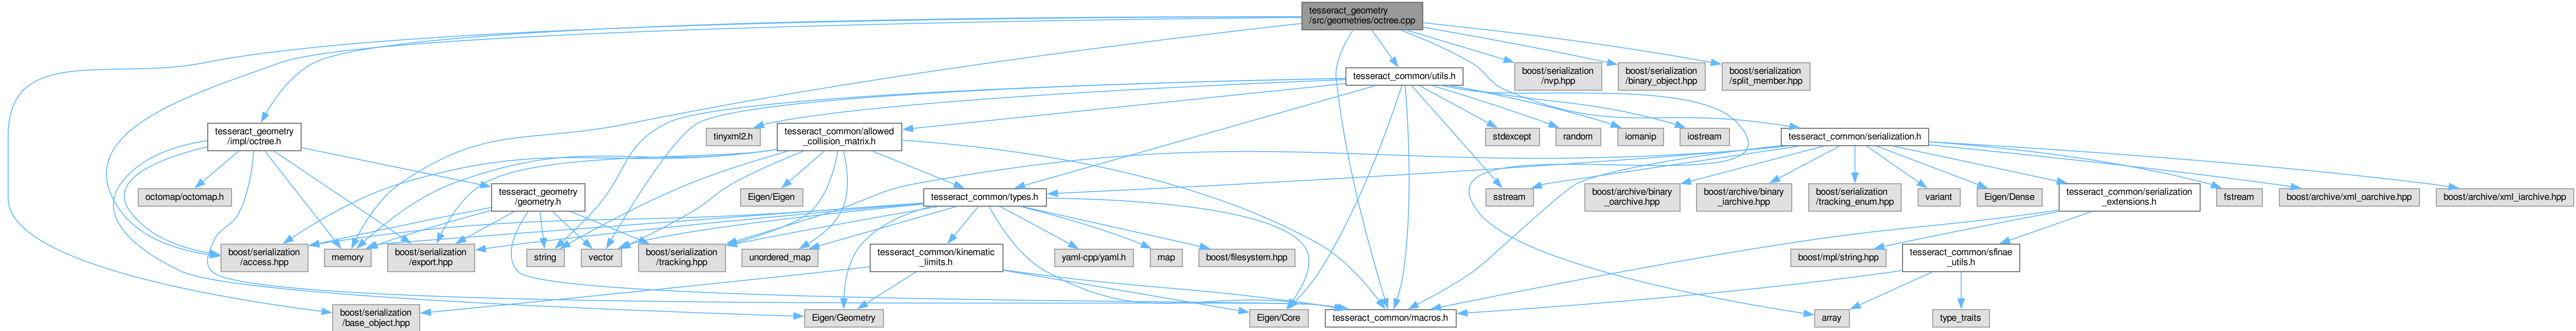 tesseract_geometry
/src/geometries/octree.cpp
tesseract_common/utils.h
boost/serialization
/nvp.hpp
boost/serialization
/binary_object.hpp
boost/serialization
/split_member.hpp
tesseract_geometry
/impl/octree.h
tinyxml2.h
tesseract_common/allowed
_collision_matrix.h
stdexcept
random
iomanip
iostream
tesseract_common/serialization.h
octomap/octomap.h
tesseract_geometry
/geometry.h
Eigen/Eigen
tesseract_common/types.h
sstream
boost/archive/binary
_oarchive.hpp
boost/archive/binary
_iarchive.hpp
boost/serialization
/tracking_enum.hpp
variant
Eigen/Dense
tesseract_common/serialization
_extensions.h
fstream
boost/archive/xml_oarchive.hpp
boost/archive/xml_iarchive.hpp
boost/serialization
/access.hpp
memory
boost/serialization
/export.hpp
string
vector
boost/serialization
/tracking.hpp
unordered_map
tesseract_common/kinematic
_limits.h
yaml-cpp/yaml.h
map
boost/filesystem.hpp
boost/mpl/string.hpp
tesseract_common/sfinae
_utils.h
boost/serialization
/base_object.hpp
Eigen/Geometry
Eigen/Core
tesseract_common/macros.h
array
type_traits